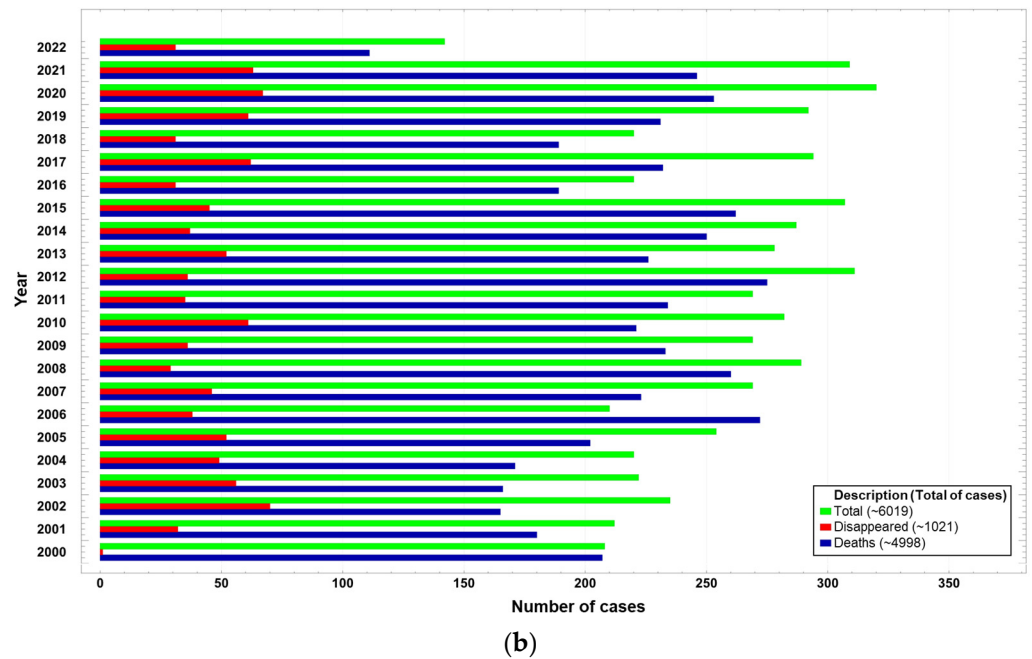 2022
2021
2020
2019
2018
2017
2016
2015
2014
2013
2012
2011
2010
2009
2008
2007
2006
2005
2004
2003
2002
2001
2000
Year
Description (Total of cases)
Total (~6019)
Disappeared (~1021)
Deaths (~4998)
0 50 100 150 200 250 300 350
Number of cases
(b)